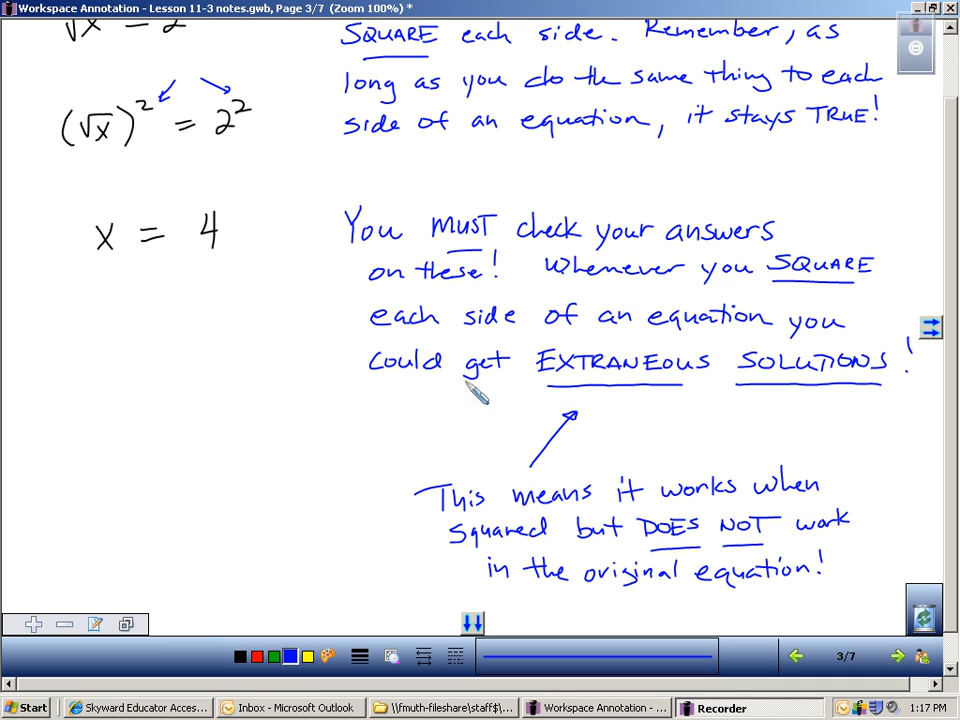 Workspace Annotation - Lesson 11-3 notes.gwb, Page 3/7 (Zoom 100%) *
√x = 2
SQUARE each side. Remember, as
long as you do the same thing to each
side of an equation, it stays TRUE!
(√x)² = 2²
x = 4
You MUST check your answers
on these! Whenever you SQUARE
each side of an equation you
could get EXTRANEOUS SOLUTIONS!
This means it works when
squared but DOES NOT work
in the original equation!
3/7
Start
Skyward Educator Acces...
Inbox - Microsoft Outlook
\\fmuth-fileshare\staff$\...
Workspace Annotation -...
Recorder
1:17 PM